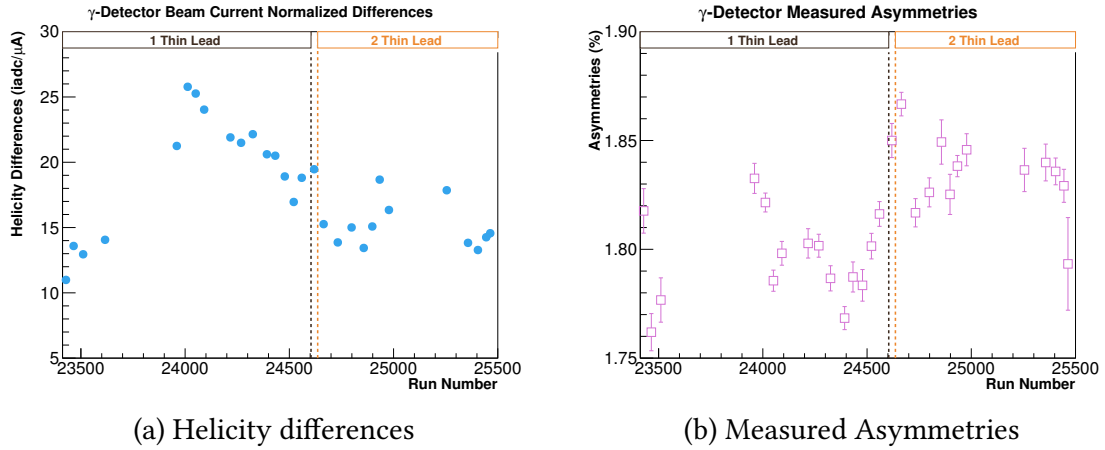 γ-Detector Beam Current Normalized Differences
1 Thin Lead
2 Thin Lead
Helicity Differences (iadc/μA)
30
25
20
15
10
5
23500 24000 24500 25000 25500
Run Number
(a) Helicity differences
γ-Detector Measured Asymmetries
1 Thin Lead
2 Thin Lead
Asymmetries (%)
1.90
1.85
1.80
1.75
23500 24000 24500 25000 25500
Run Number
(b) Measured Asymmetries